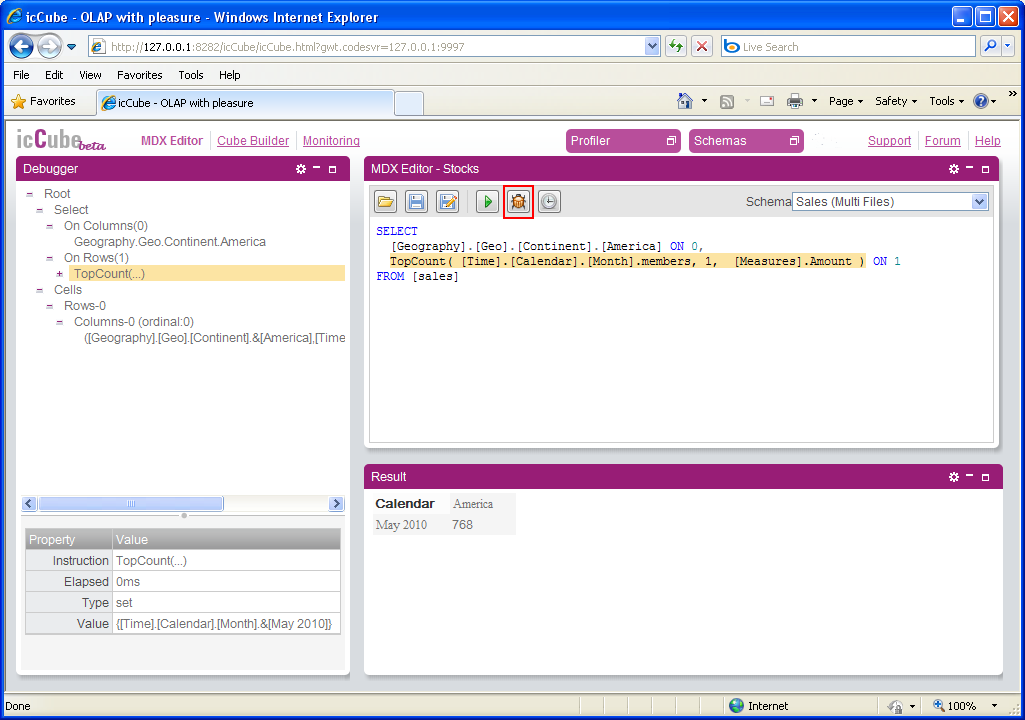 icCube - OLAP with pleasure - Windows Internet Explorer
http://127.0.0.1:8282/icCube/icCube.html?gwt.codesvr=127.0.0.1:9997
Live Search
File Edit View Favorites Tools Help
Favorites
icCube - OLAP with pleasure
Page Safety Tools
icCube beta
MDX Editor Cube Builder Monitoring
Profiler
Schemas
Support Forum Help
Debugger
Root
Select
On Columns(0)
Geography.Geo.Continent.America
On Rows(1)
TopCount(...)
Cells
Rows-0
Columns-0 (ordinal:0)
([Geography].[Geo].[Continent].&[America],[Time
Property Value
Instruction TopCount(...)
Elapsed 0ms
Type set
Value {[Time].[Calendar].[Month].&[May 2010]}
MDX Editor - Stocks
Schema Sales (Multi Files)
SELECT
[Geography].[Geo].[Continent].[America] ON 0,
TopCount( [Time].[Calendar].[Month].members, 1,  [Measures].Amount ) ON 1
FROM [sales]
Result
Calendar America
May 2010 768
Done
Internet
100%